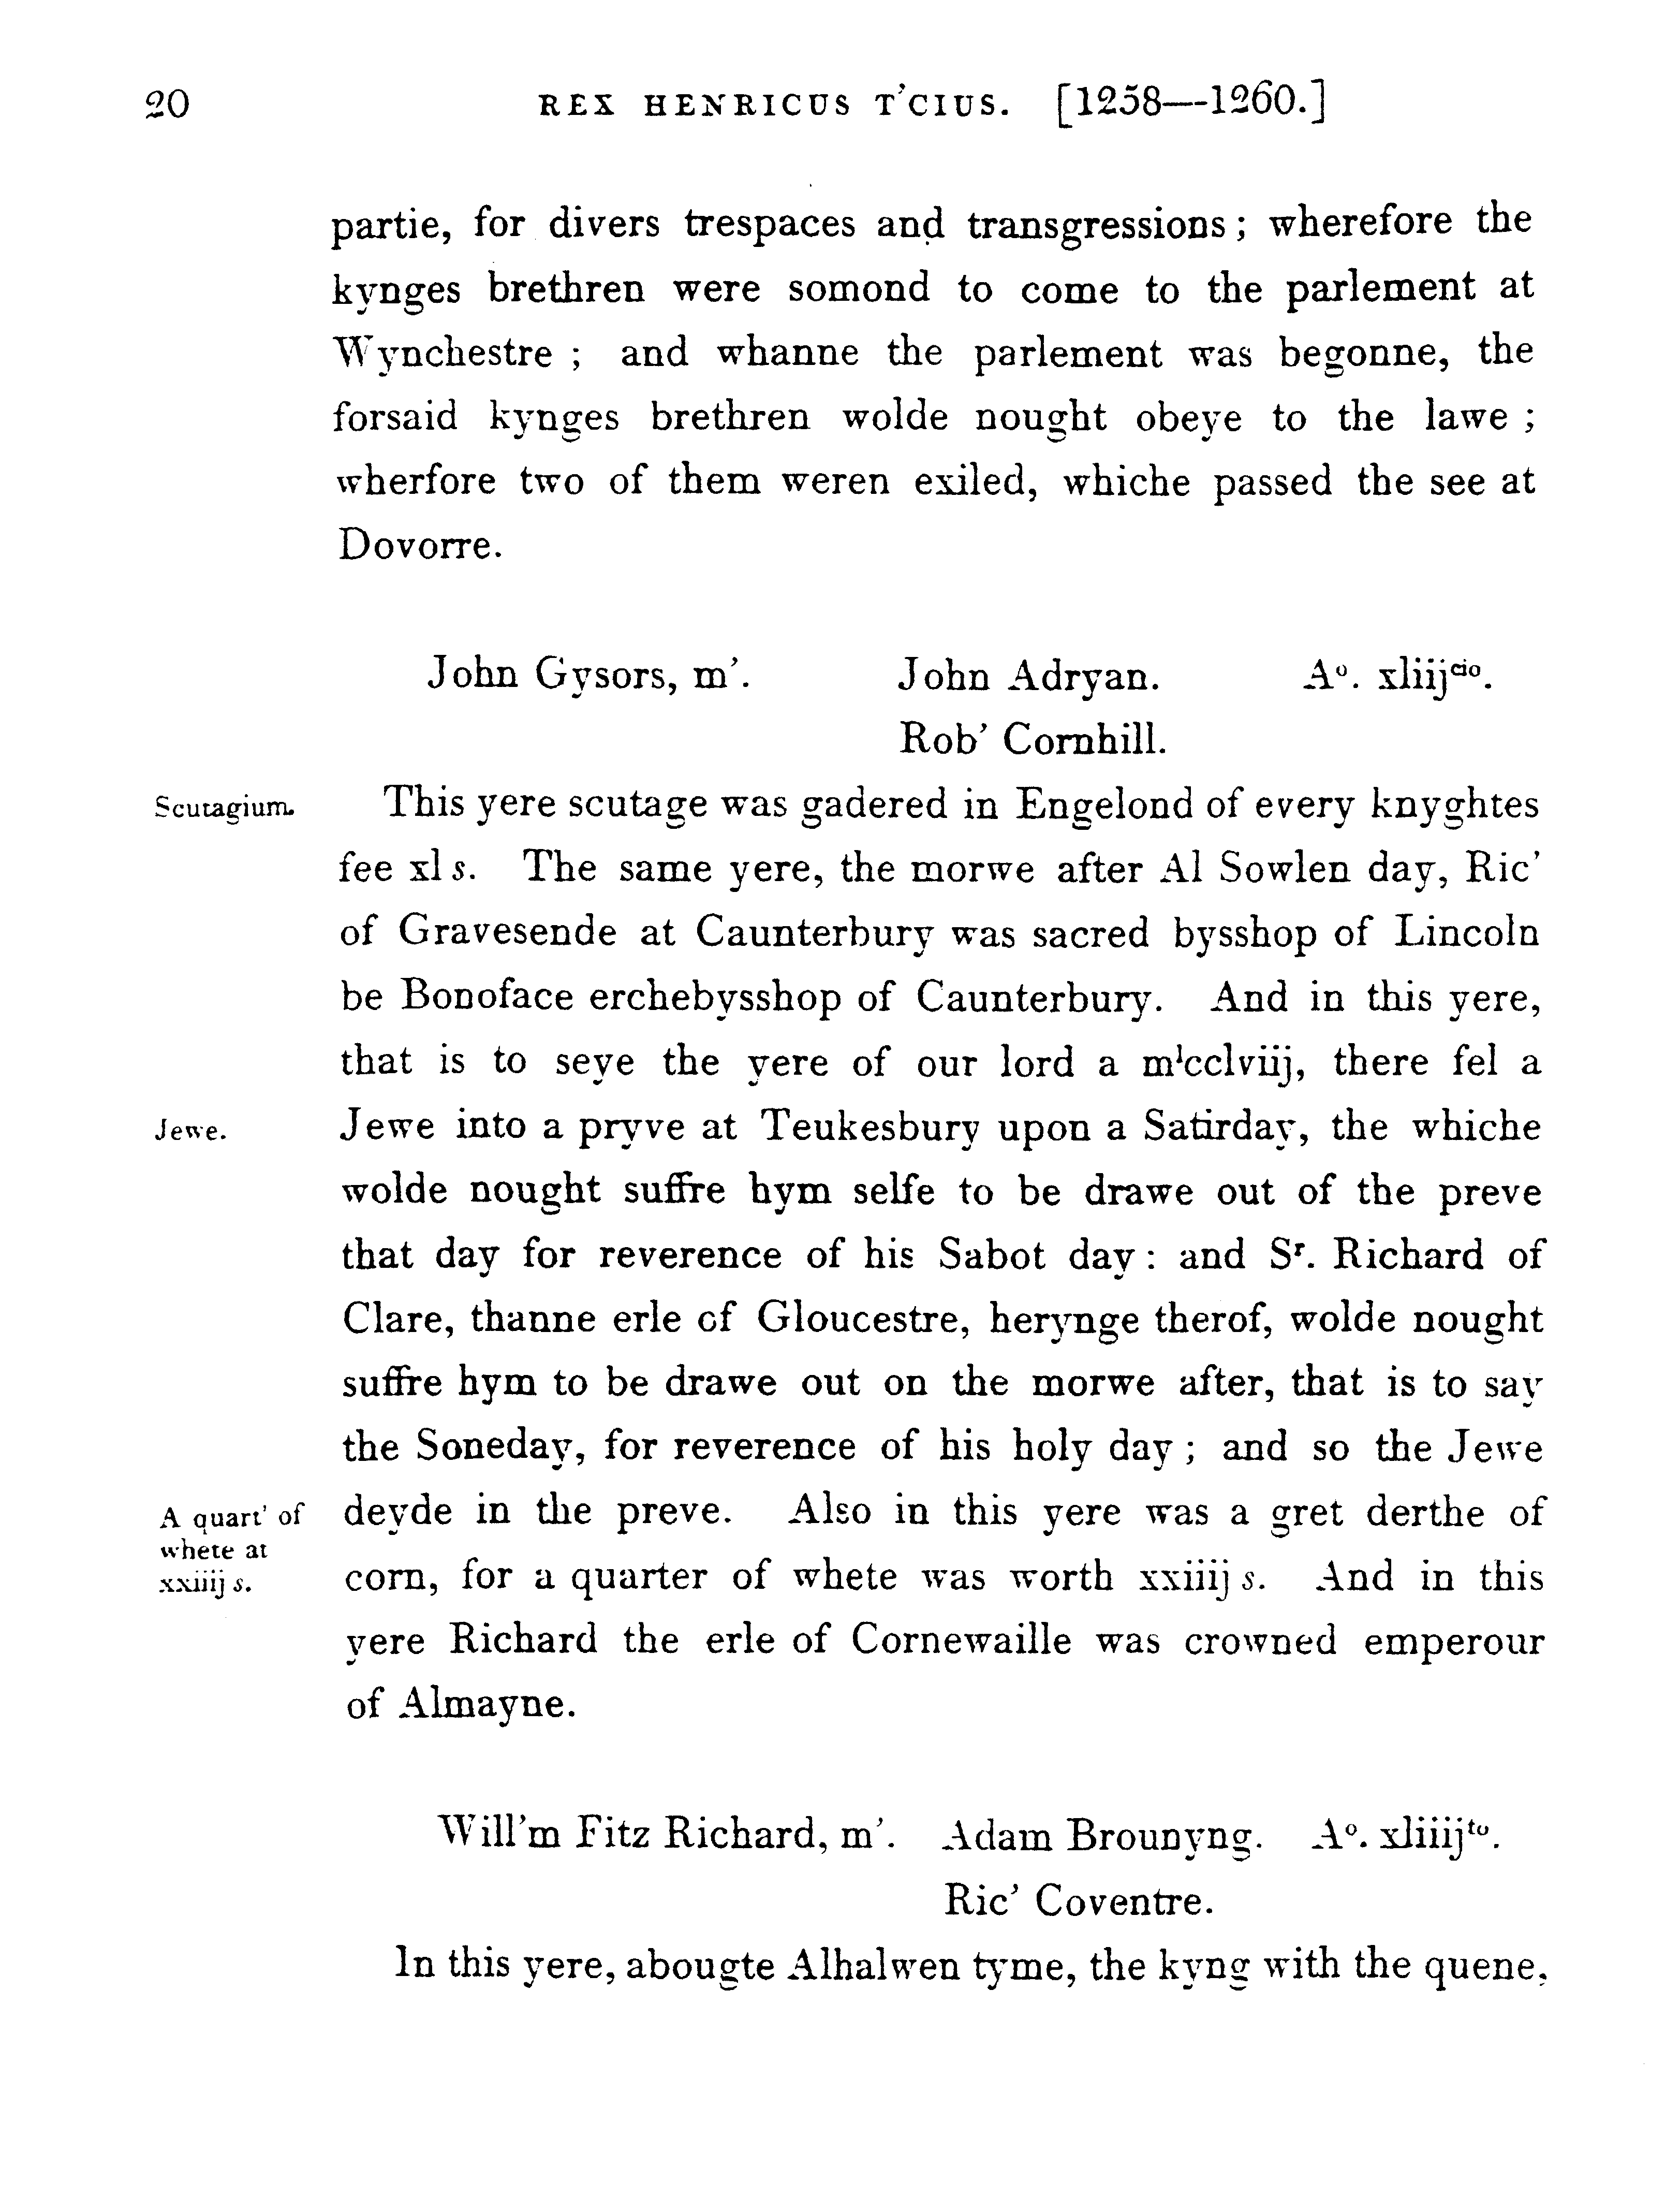 20 REX HENRICUS T'CIUS. [1258—1260.]
partie, for divers trespaces and transgressions; wherefore the
kynges brethren were somond to come to the parlement at
Wynchestre ; and whanne the parlement was begonne, the
forsaid kynges brethren wolde nought obeye to the lawe ;
wherfore two of them weren exiled, whiche passed the see at
Dovorre.
John Gysors, m'. John Adryan. Aº. xliijᶜⁱᵒ.
Rob' Cornhill.
Scutagium. This yere scutage was gadered in Engelond of every knyghtes
fee xl s. The same yere, the morwe after Al Sowlen day, Ric'
of Gravesende at Caunterbury was sacred bysshop of Lincoln
be Bonoface erchebysshop of Caunterbury. And in this yere,
that is to seye the yere of our lord a mˡcclviij, there fel a
Jewe. Jewe into a pryve at Teukesbury upon a Satirday, the whiche
wolde nought suffre hym selfe to be drawe out of the preve
that day for reverence of his Sabot day : and Sʳ. Richard of
Clare, thanne erle of Gloucestre, herynge therof, wolde nought
suffre hym to be drawe out on the morwe after, that is to say
the Soneday, for reverence of his holy day ; and so the Jewe
A quart' of deyde in the preve. Also in this yere was a gret derthe of
whete at
xxiiij s. corn, for a quarter of whete was worth xxiiij s. And in this
yere Richard the erle of Cornewaille was crowned emperour
of Almayne.
Will'm Fitz Richard, m'. Adam Brounyng. Aº. xliiijᵗᵒ.
Ric' Coventre.
In this yere, abougte Alhalwen tyme, the kyng with the quene,